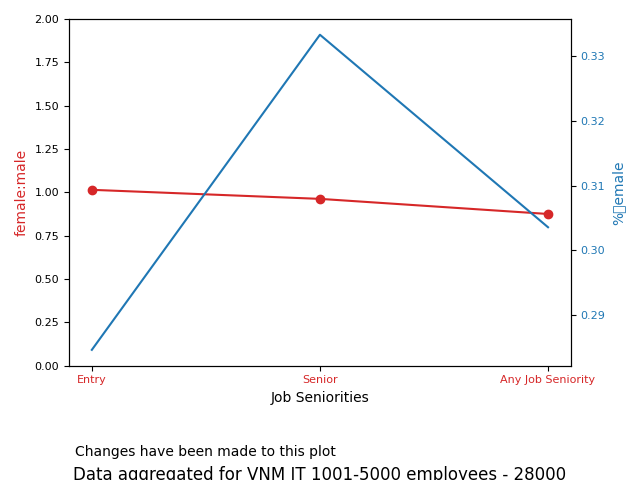 2.00
1.75
1.50
1.25
1.00
0.75
0.50
0.25
0.00
female:male
0.33
0.32
0.31
0.30
0.29
Entry
Senior
Any Job Seniority
Job Seniorities
Changes have been made to this plot
Data aggregated for VNM IT 1001-5000 employees - 28000